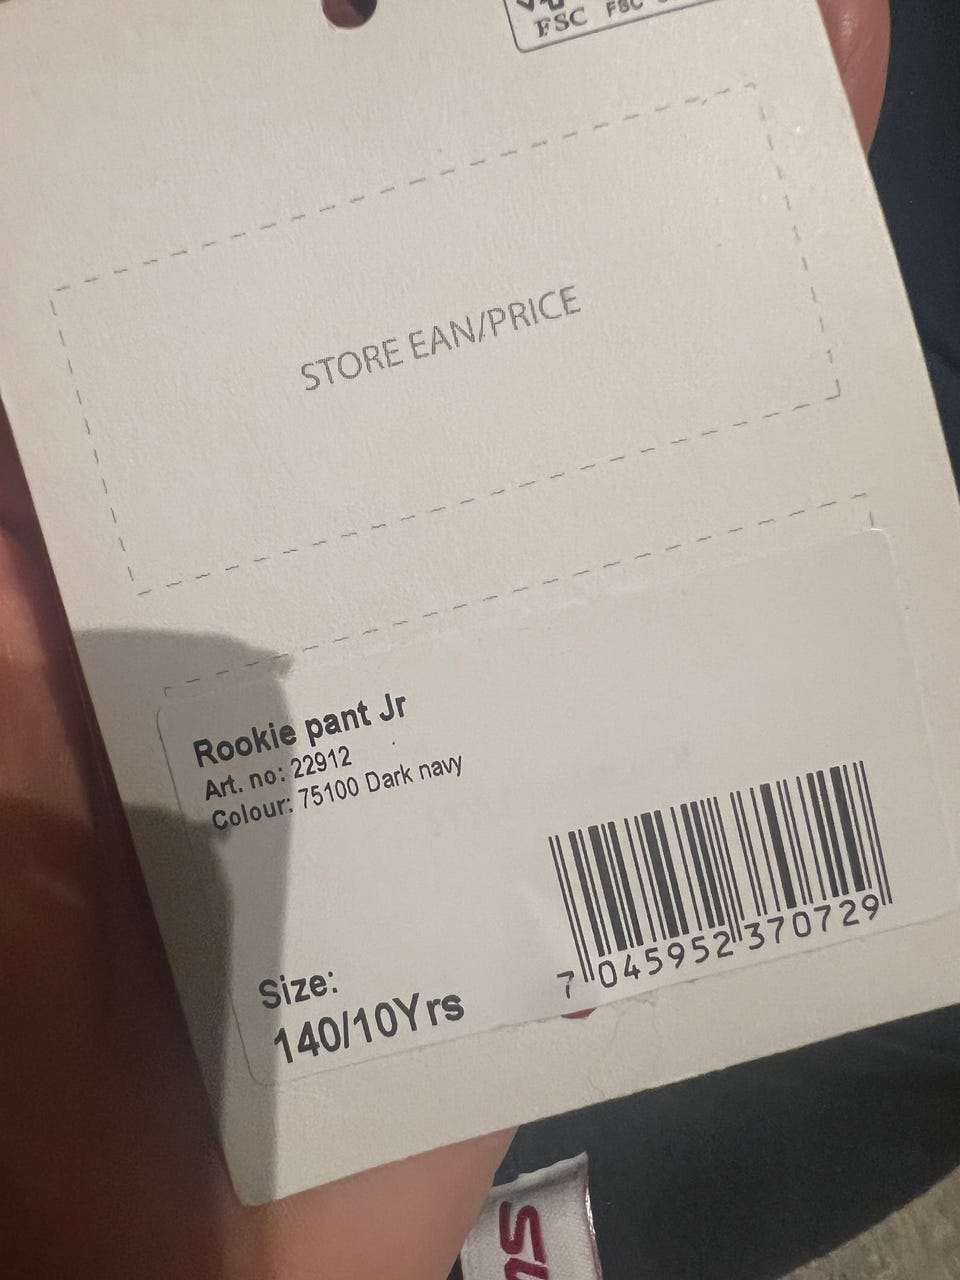 FSC FSC
STORE EAN/PRICE
Rookie pant Jr
Art. no: 22912
Colour: 75100 Dark navy
Size:
140/10Yrs
7 045952 370729